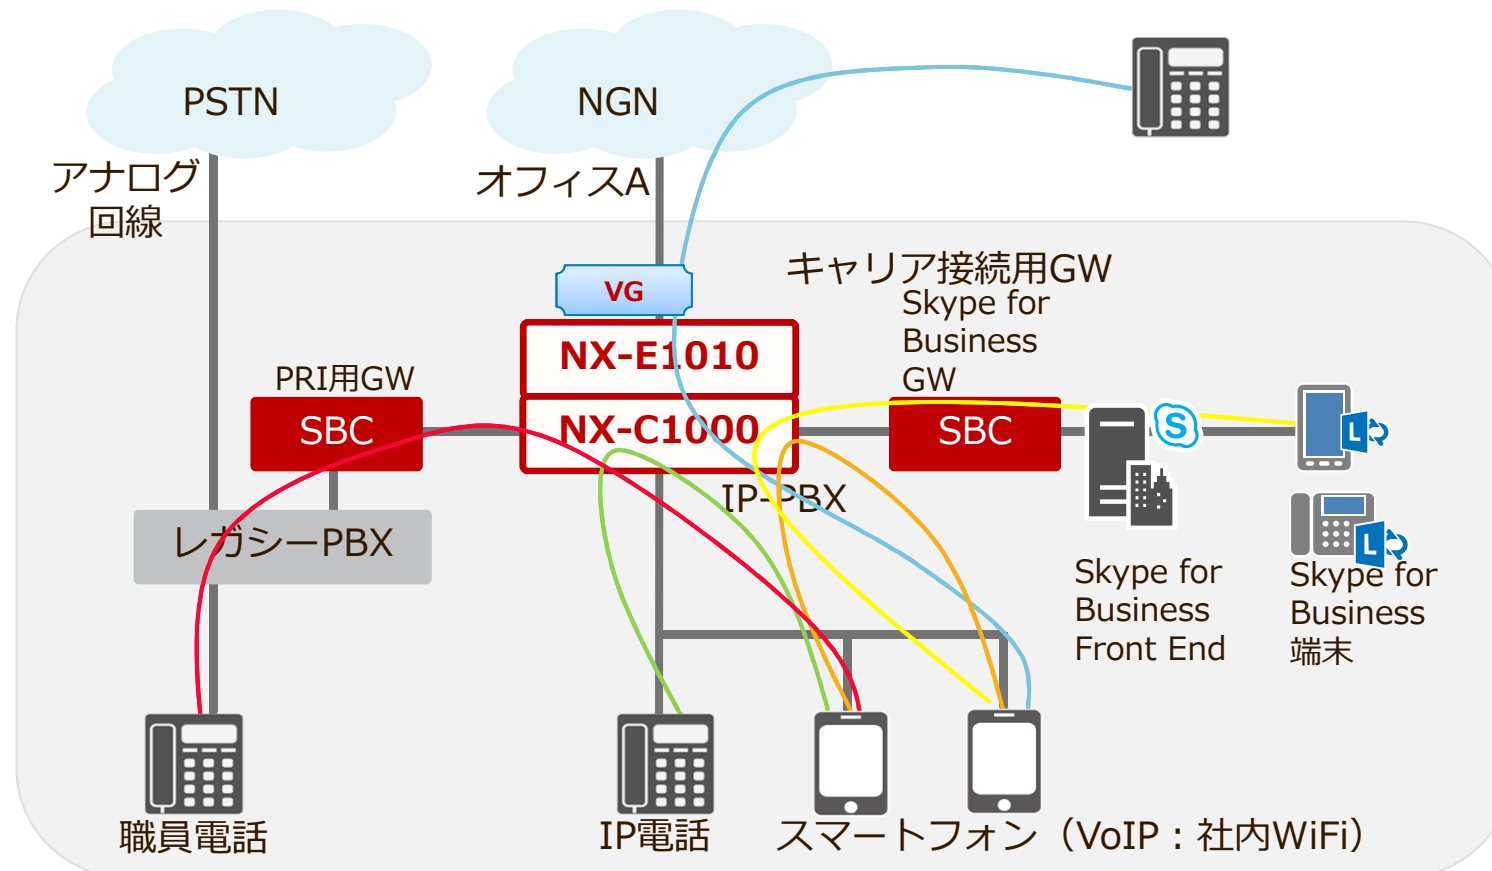 PSTN
NGN
アナログ
回線
オフィスA
VG
キャリア接続用GW
Skype for
Business
GW
NX-E1010
PRI用GW
SBC
NX-C1000
SBC
S
L
IP-PBX
レガシーPBX
L
Skype for
Business
Front End
Skype for
Business
端末
職員電話
IP電話
スマートフォン（VoIP：社内WiFi）